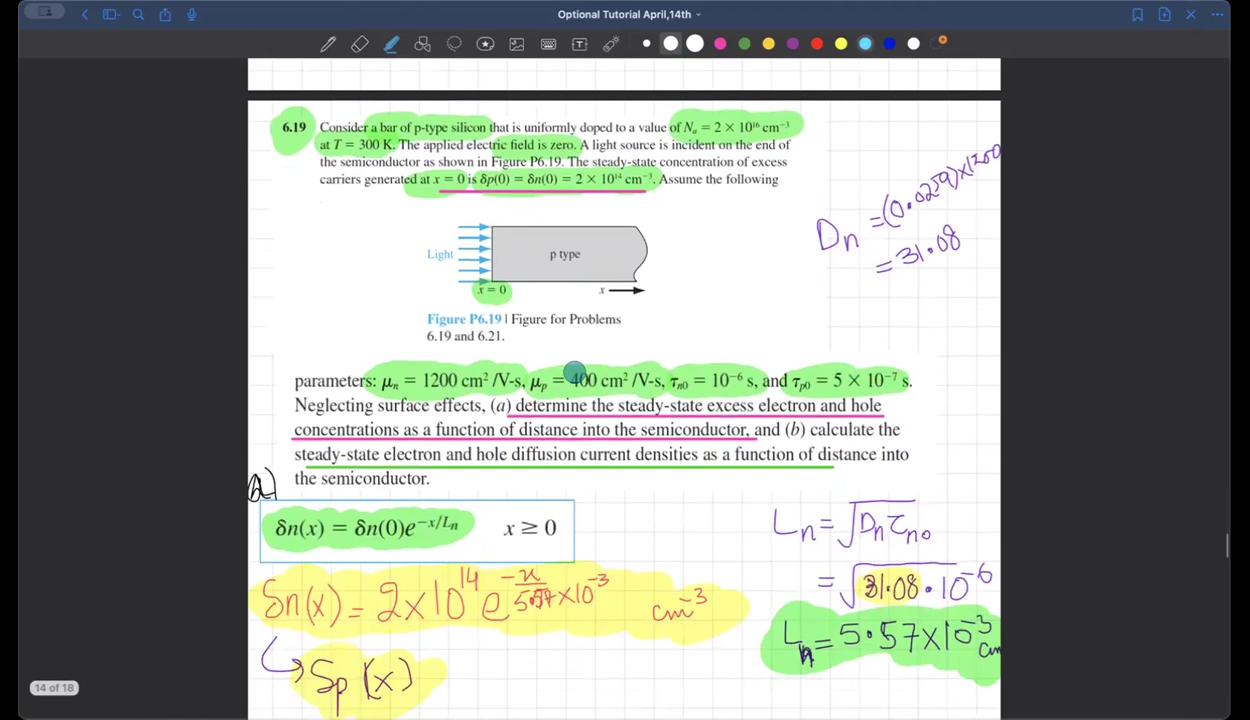 Optional Tutorial April,14th
6.19 Consider a bar of p-type silicon that is uniformly doped to a value of Nₐ = 2 × 10¹⁶ cm⁻³
at T = 300 K. The applied electric field is zero. A light source is incident on the end of
the semiconductor as shown in Figure P6.19. The steady-state concentration of excess
carriers generated at x = 0 is δp(0) = δn(0) = 2 × 10¹⁴ cm⁻³. Assume the following
Dn = (0.0259)×1200
= 31.08
Light
p type
x = 0
x
Figure P6.19 | Figure for Problems
6.19 and 6.21.
parameters: μₙ = 1200 cm²/V-s, μₚ = 400 cm²/V-s, τₙ₀ = 10⁻⁶ s, and τₚ₀ = 5 × 10⁻⁷ s.
Neglecting surface effects, (a) determine the steady-state excess electron and hole
concentrations as a function of distance into the semiconductor, and (b) calculate the
steady-state electron and hole diffusion current densities as a function of distance into
the semiconductor.
a)
δn(x) = δn(0)e^−x/Lₙ x ≥ 0
Ln = √Dn τno
= √31.08 · 10⁻⁶
Ln = 5.57×10⁻³ cm
δn(x) = 2×10¹⁴ e^−x/5.57×10⁻³ cm⁻³
δp(x)
14 of 18